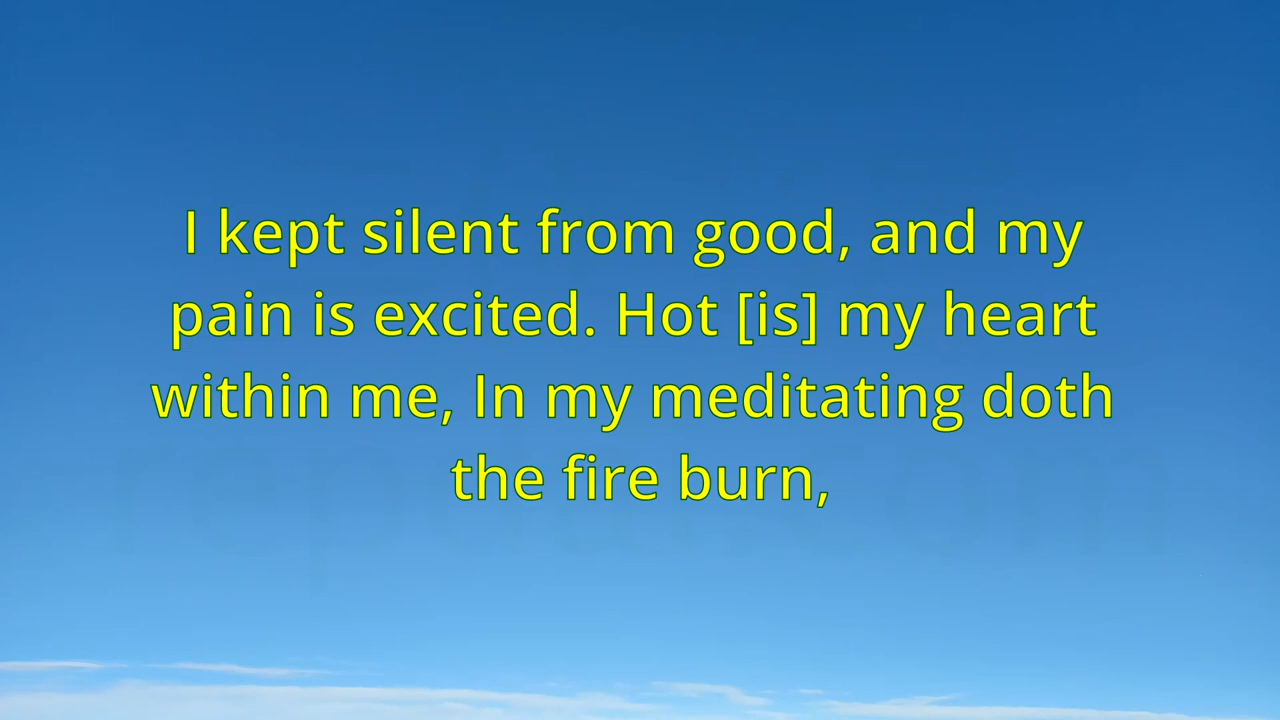 I kept silent from good, and my
pain is excited. Hot [is] my heart
within me, In my meditating doth
the fire burn,